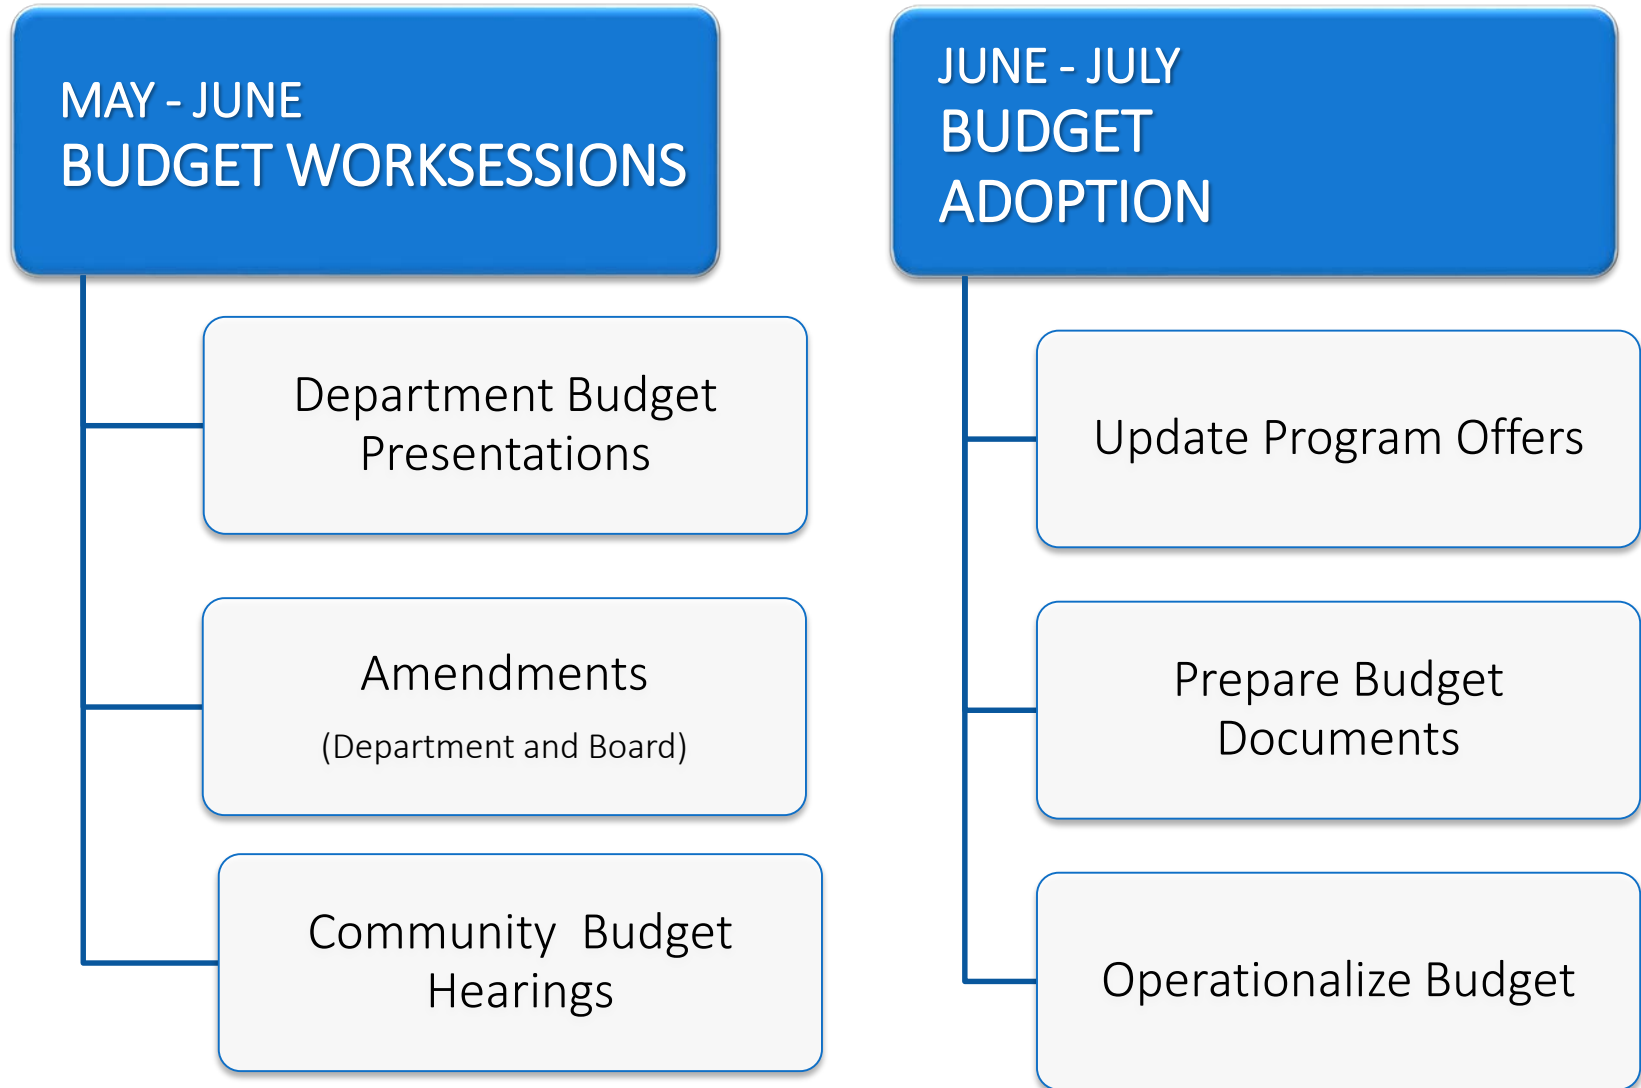 MAY - JUNE
BUDGET WORKSESSIONS
Department Budget
Presentations
Amendments
(Department and Board)
Community Budget
Hearings
JUNE - JULY
BUDGET
ADOPTION
Update Program Offers
Prepare Budget
Documents
Operationalize Budget